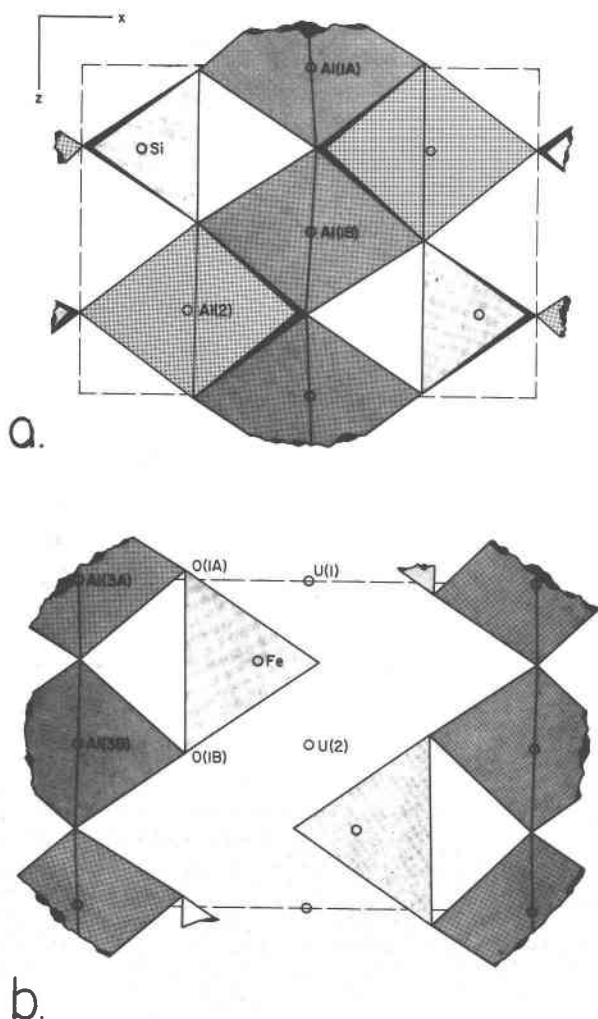 x
z
Al(1A)
Si
Al(1B)
Al(2)
a.
O(1A)
U(1)
Al(3A)
Fe
Al(3B)
U(2)
O(1B)
b.